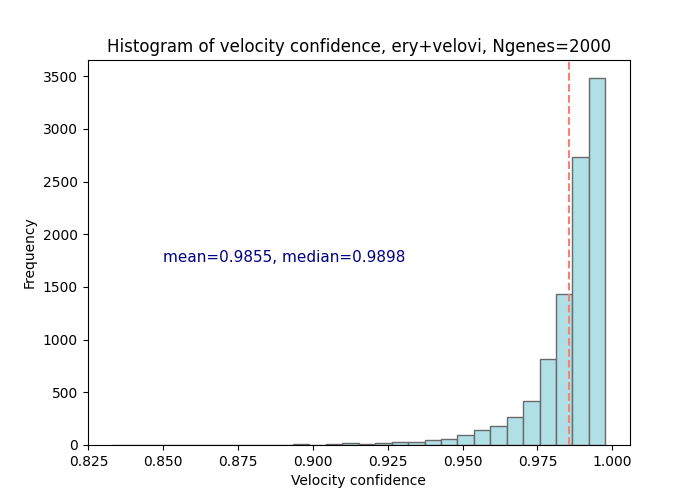 Histogram of velocity confidence, ery+velovi, Ngenes=2000
3500
3000
2500
2000
1500
1000
500
0
Frequency
mean=0.9855, median=0.9898
0.825 0.850 0.875 0.900 0.925 0.950 0.975 1.000
Velocity confidence